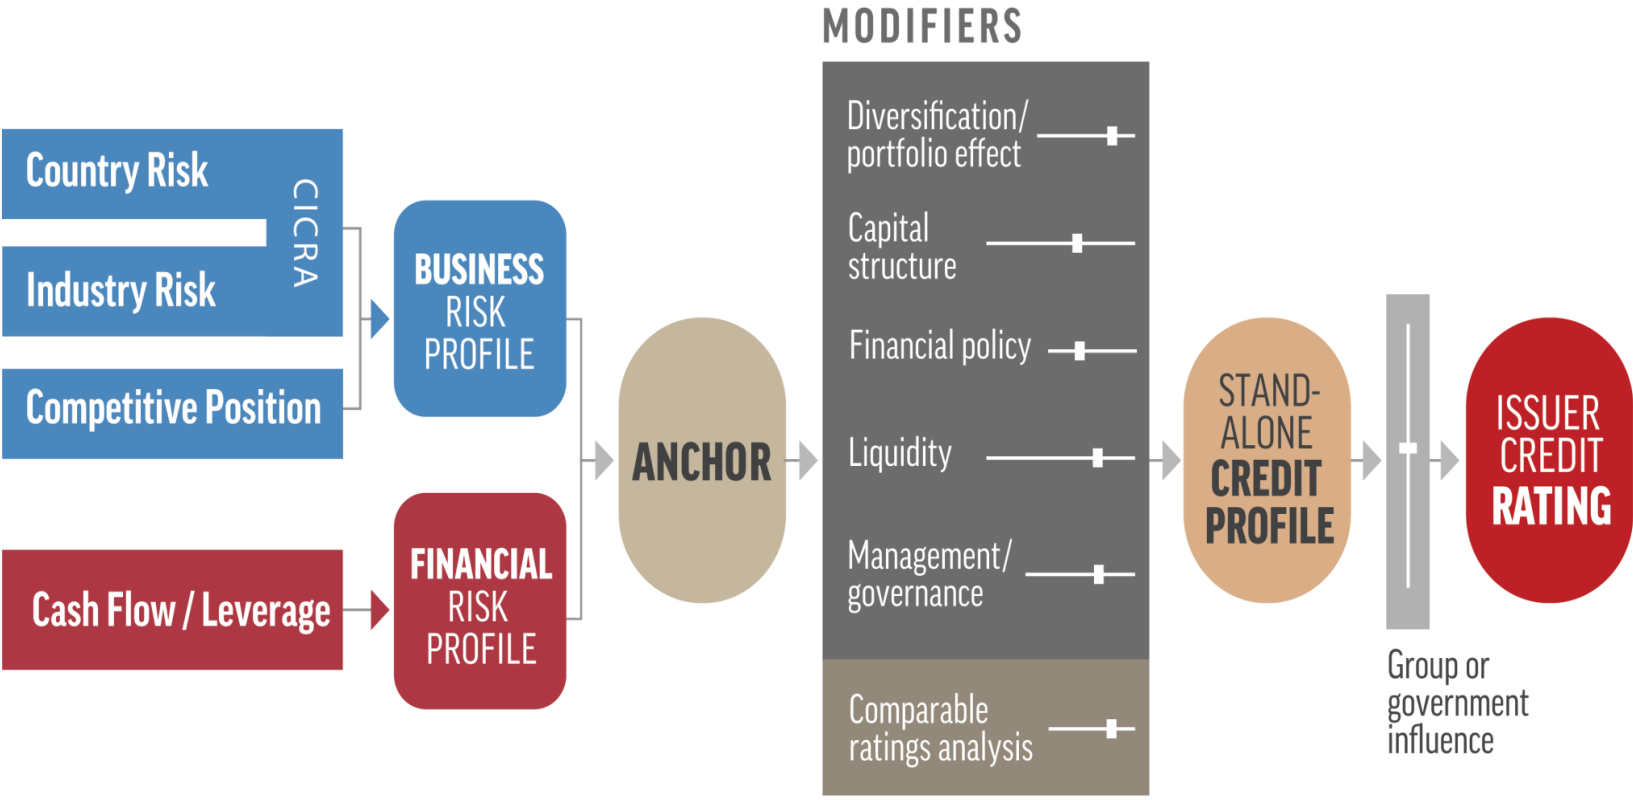 Country Risk
Industry Risk
CICRA
Competitive Position
Cash Flow / Leverage
BUSINESS
RISK
PROFILE
FINANCIAL
RISK
PROFILE
ANCHOR
MODIFIERS
Diversification/
portfolio effect
Capital
structure
Financial policy
Liquidity
Management/
governance
Comparable
ratings analysis
STAND-
ALONE
CREDIT
PROFILE
Group or
government
influence
ISSUER
CREDIT
RATING